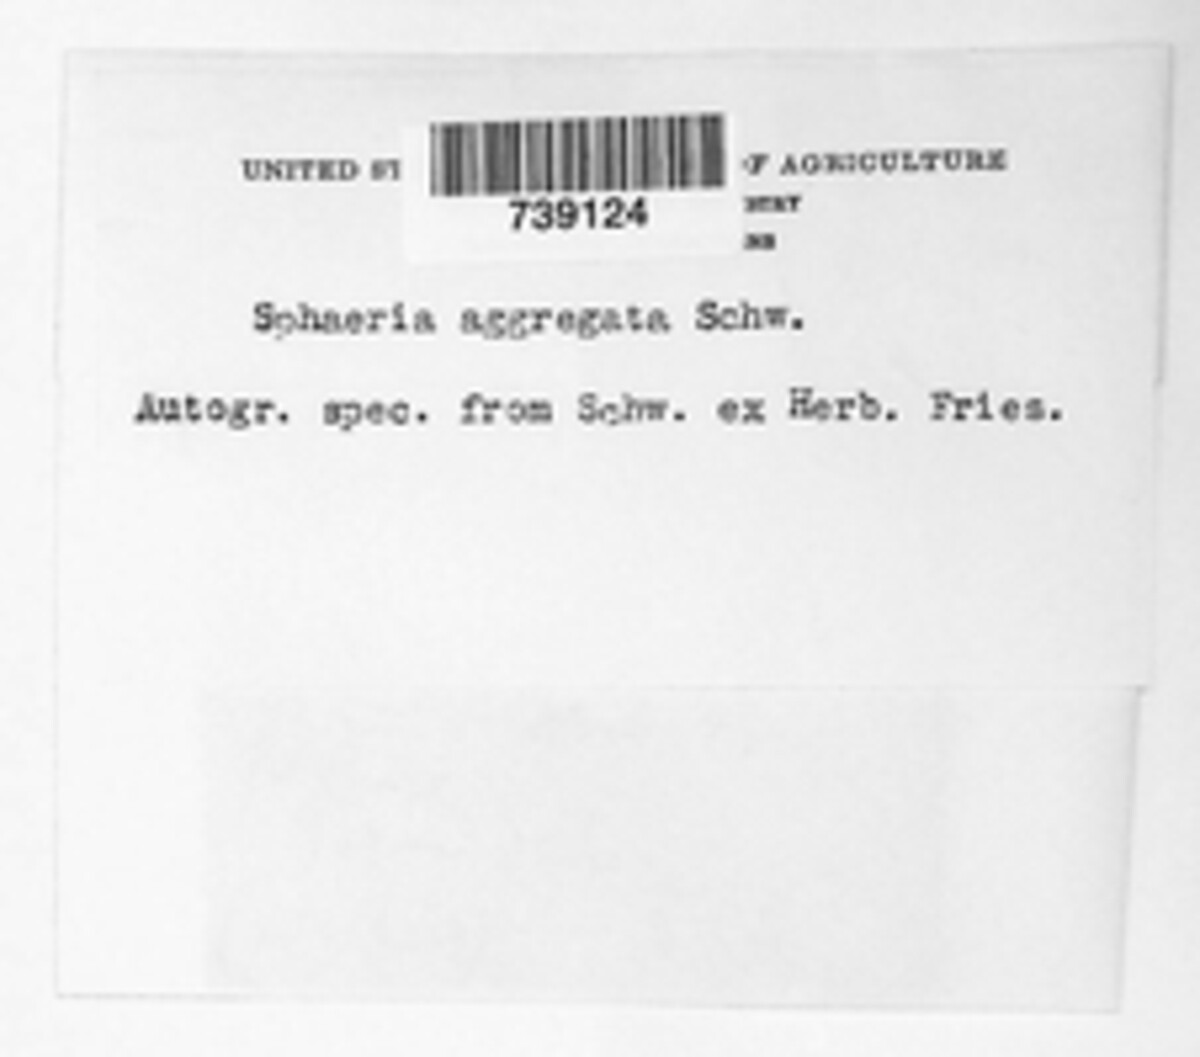 UNITED ST F AGRICULTURE
739124
Sphaeria aggregata Schw.
Autogr. spec. from Schw. ex Herb. Fries.